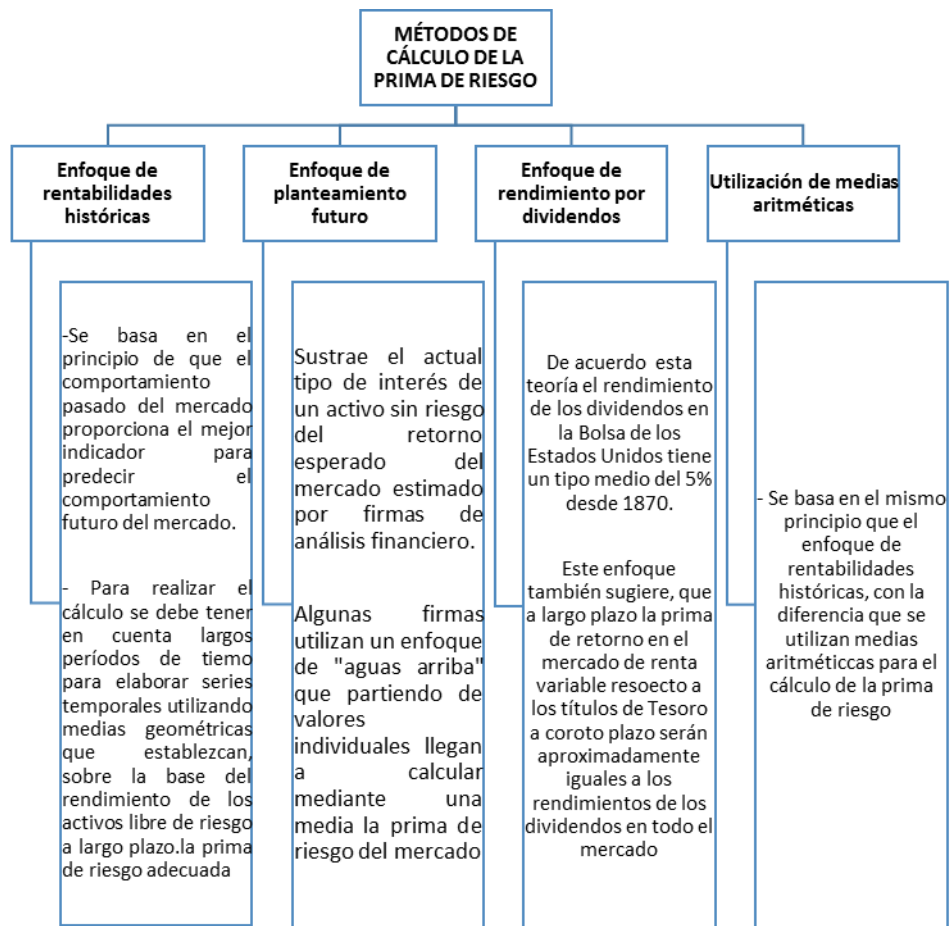 MÉTODOS DE
CÁLCULO DE LA
PRIMA DE RIESGO
Enfoque de
rentabilidades
históricas
-Se basa en el
principio de que el
comportamiento
pasado del mercado
proporciona el mejor
indicador para
predecir el
comportamiento
futuro del mercado.
- Para realizar el
cálculo se debe tener
en cuenta largos
períodos de tiemo
para elaborar series
temporales utilizando
medias geométricas
que establezcan,
sobre la base del
rendimiento de los
activos libre de riesgo
a largo plazo.la prima
de riesgo adecuada
Enfoque de
planteamiento
futuro
Sustrae el actual
tipo de interés de
un activo sin riesgo
del retorno
esperado del
mercado estimado
por firmas de
análisis financiero.
Algunas firmas
utilizan un enfoque
de "aguas arriba"
que partiendo de
valores
individuales llegan
a calcular
mediante una
media la prima de
riesgo del mercado
Enfoque de
rendimiento por
dividendos
De acuerdo esta
teoría el rendimiento
de los dividendos en
la Bolsa de los
Estados Unidos tiene
un tipo medio del 5%
desde 1870.
Este enfoque
también sugiere, que
a largo plazo la prima
de retorno en el
mercado de renta
variable resoecto a
los títulos de Tesoro
a coroto plazo serán
aproximadamente
iguales a los
rendimientos de los
dividendos en todo el
mercado
Utilización de medias
aritméticas
- Se basa en el mismo
principio que el
enfoque de
rentabilidades
históricas, con la
diferencia que se
utilizan medias
aritméticcas para el
cálculo de la prima
de riesgo